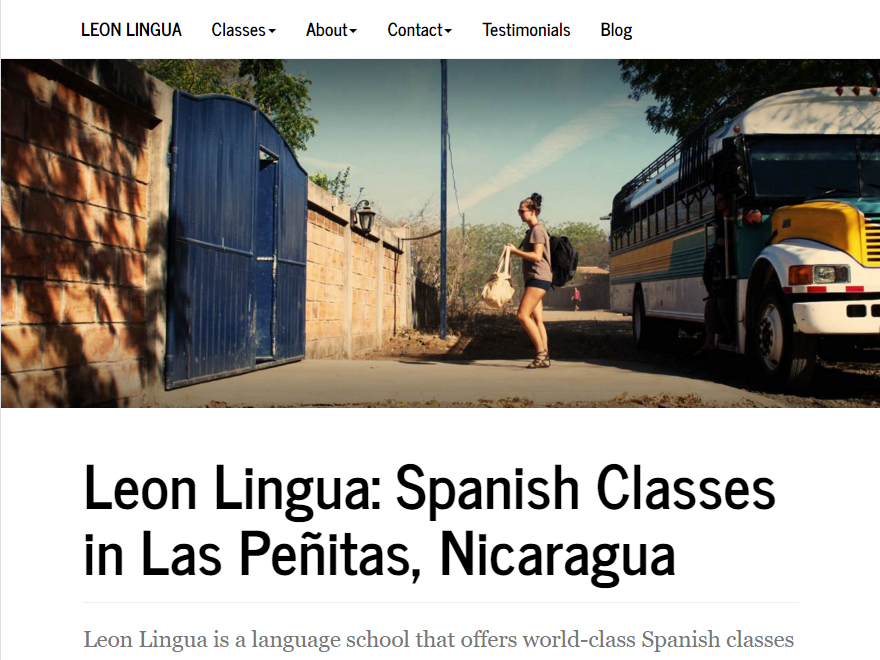 LEON LINGUA Classes About Contact Testimonials Blog
Leon Lingua: Spanish Classes
in Las Peñitas, Nicaragua
Leon Lingua is a language school that offers world-class Spanish classes